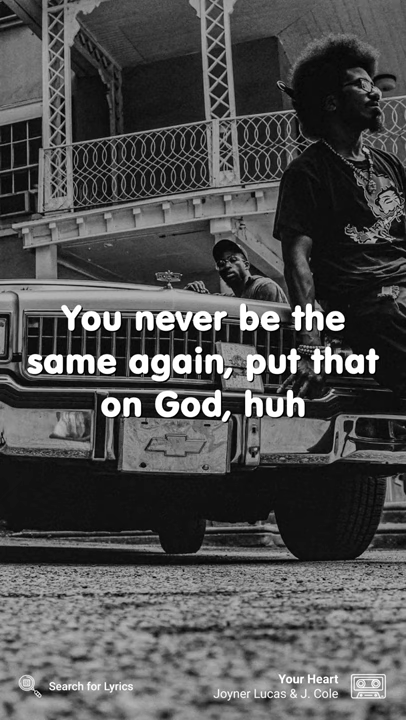 You never be the
same again, put that
on God, huh
Search for Lyrics
Your Heart
Joyner Lucas & J. Cole